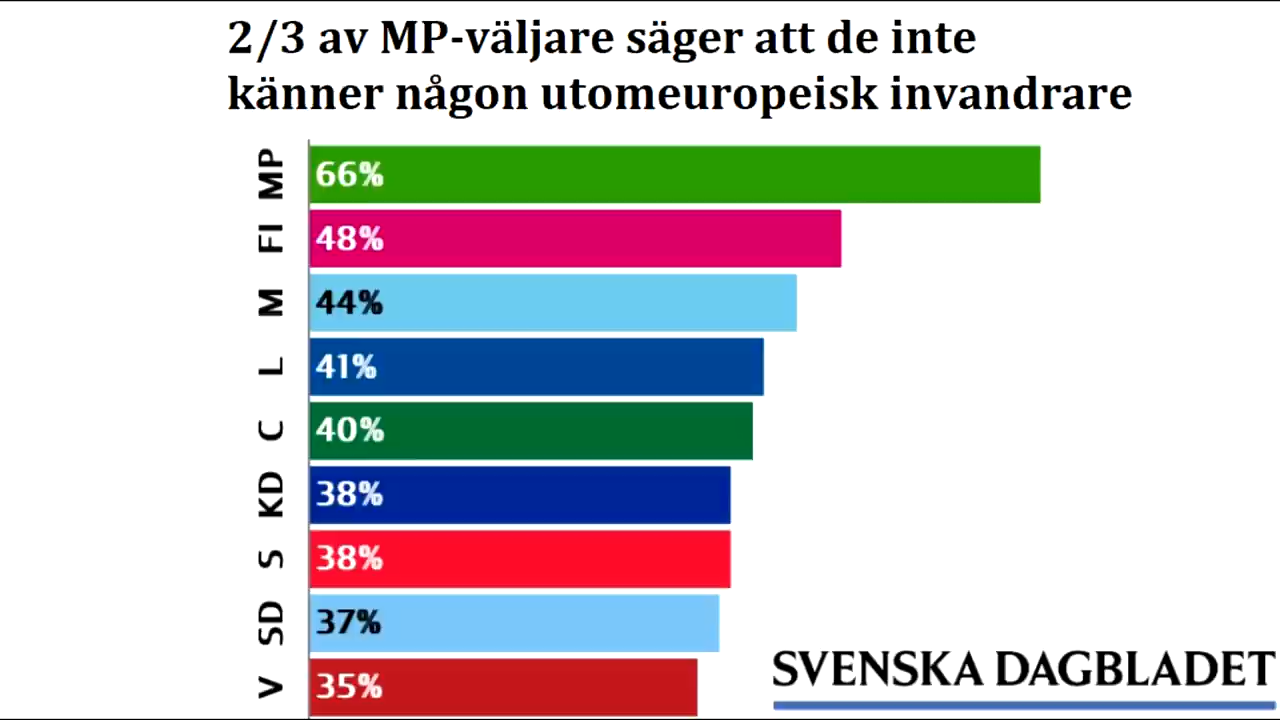 2/3 av MP-väljare säger att de inte
känner någon utomeuropeisk invandrare
MP 66%
FI 48%
M 44%
L 41%
C 40%
KD 38%
S 38%
SD 37%
V 35%
SVENSKA DAGBLADET